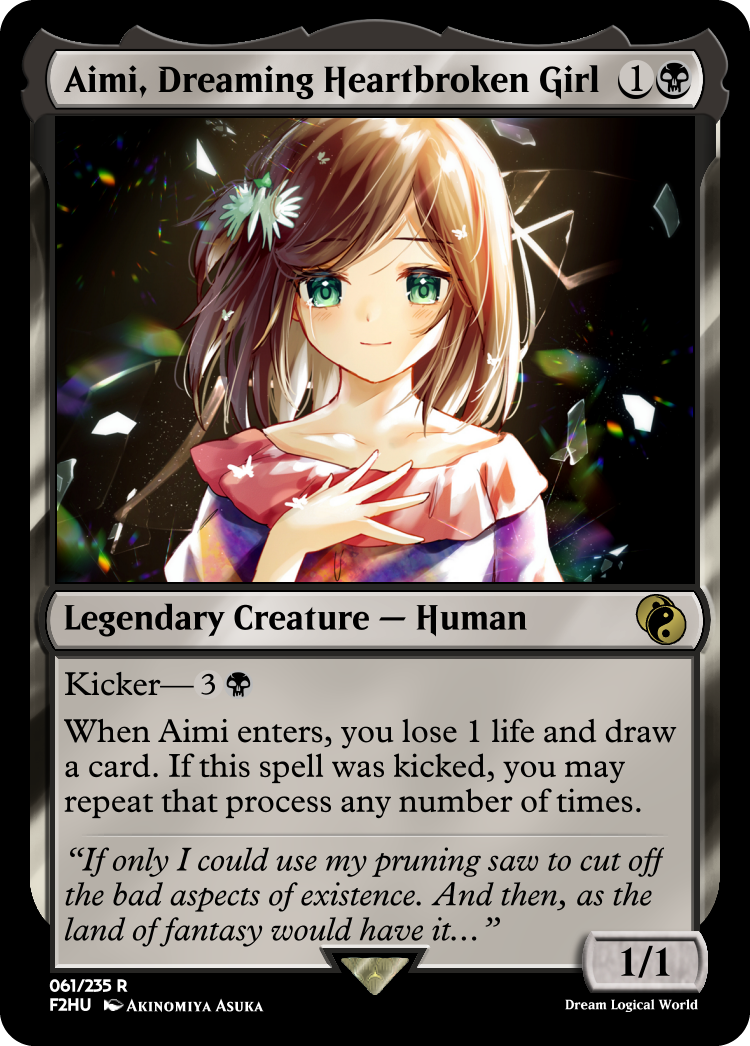 Aimi, Dreaming Heartbroken Girl 1
Legendary Creature — Human
Kicker— 3
When Aimi enters, you lose 1 life and draw
a card. If this spell was kicked, you may
repeat that process any number of times.
“If only I could use my pruning saw to cut off
the bad aspects of existence. And then, as the
land of fantasy would have it…”
1/1
061/235 R
F2HU Akinomiya Asuka
Dream Logical World